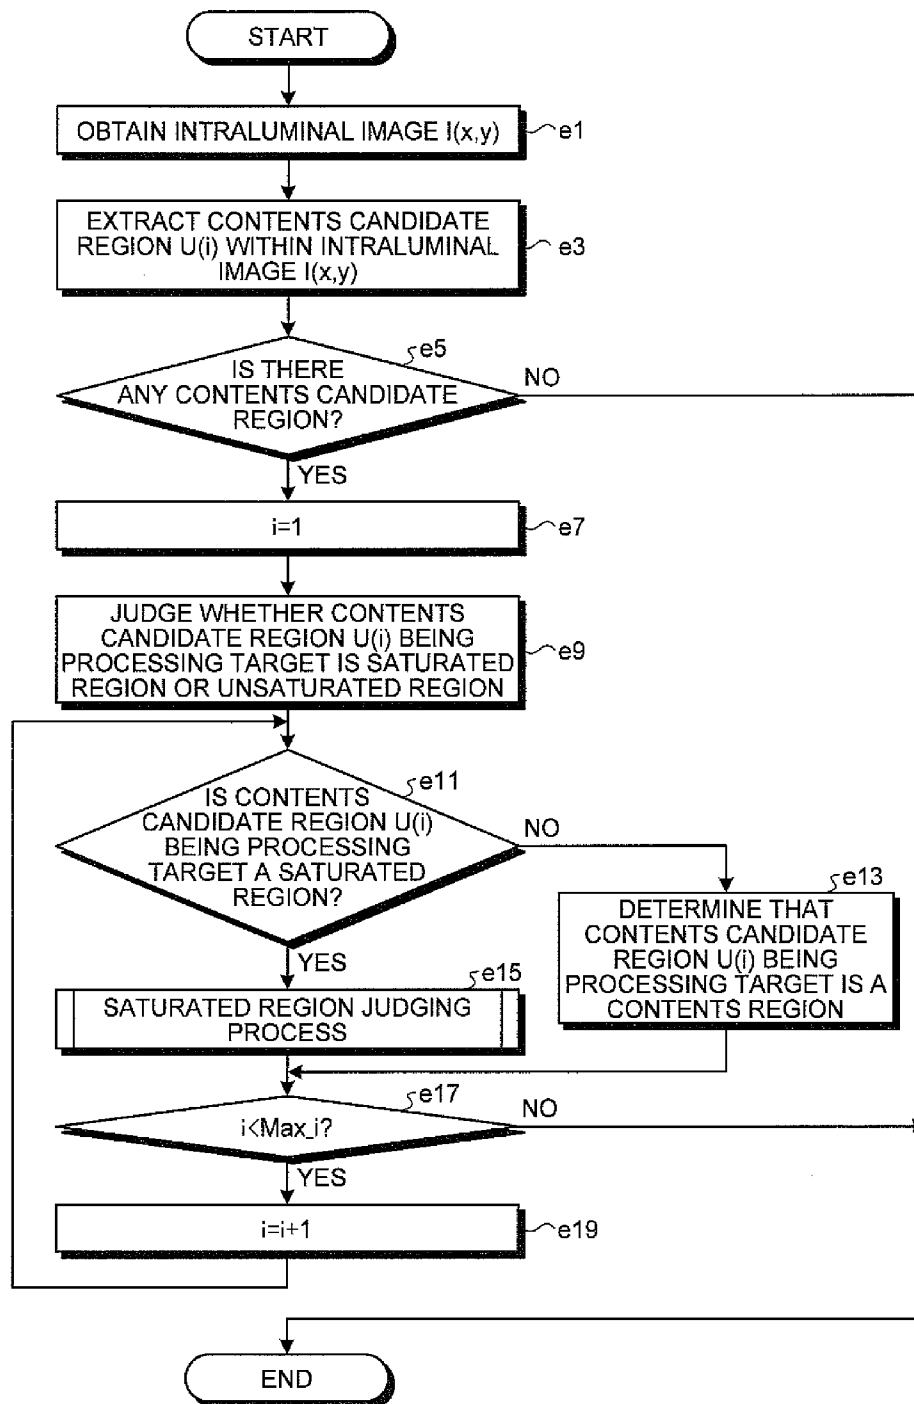 START
OBTAIN INTRALUMINAL IMAGE I(x,y)
e1
EXTRACT CONTENTS CANDIDATE
REGION U(i) WITHIN INTRALUMINAL
IMAGE I(x,y)
e3
e5
IS THERE
ANY CONTENTS CANDIDATE
REGION?
NO
YES
i=1
e7
JUDGE WHETHER CONTENTS
CANDIDATE REGION U(i) BEING
PROCESSING TARGET IS SATURATED
REGION OR UNSATURATED REGION
e9
e11
IS CONTENTS
CANDIDATE REGION U(i)
BEING PROCESSING
TARGET A SATURATED
REGION?
NO
YES
e13
DETERMINE THAT
CONTENTS CANDIDATE
REGION U(i) BEING
PROCESSING TARGET IS A
CONTENTS REGION
e15
SATURATED REGION JUDGING
PROCESS
e17
i<Max_i?
NO
YES
i=i+1
e19
END